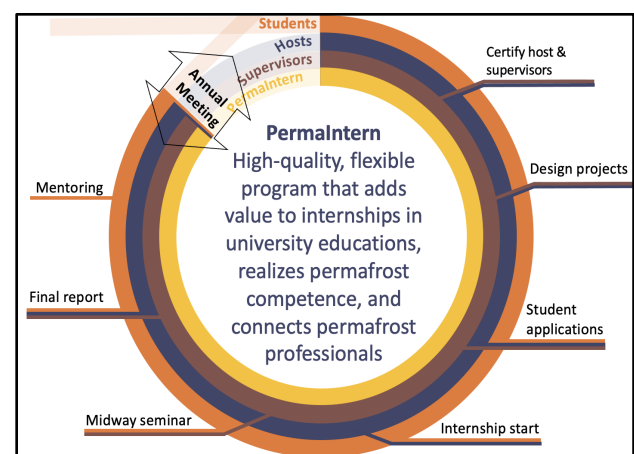 Students
Hosts
Supervisors
PermaIntern
Annual
Meeting
Certify host &
supervisors
Design projects
Student
applications
Internship start
Midway seminar
Final report
Mentoring
PermaIntern
High-quality, flexible
program that adds
value to internships in
university educations,
realizes permafrost
competence, and
connects permafrost
professionals